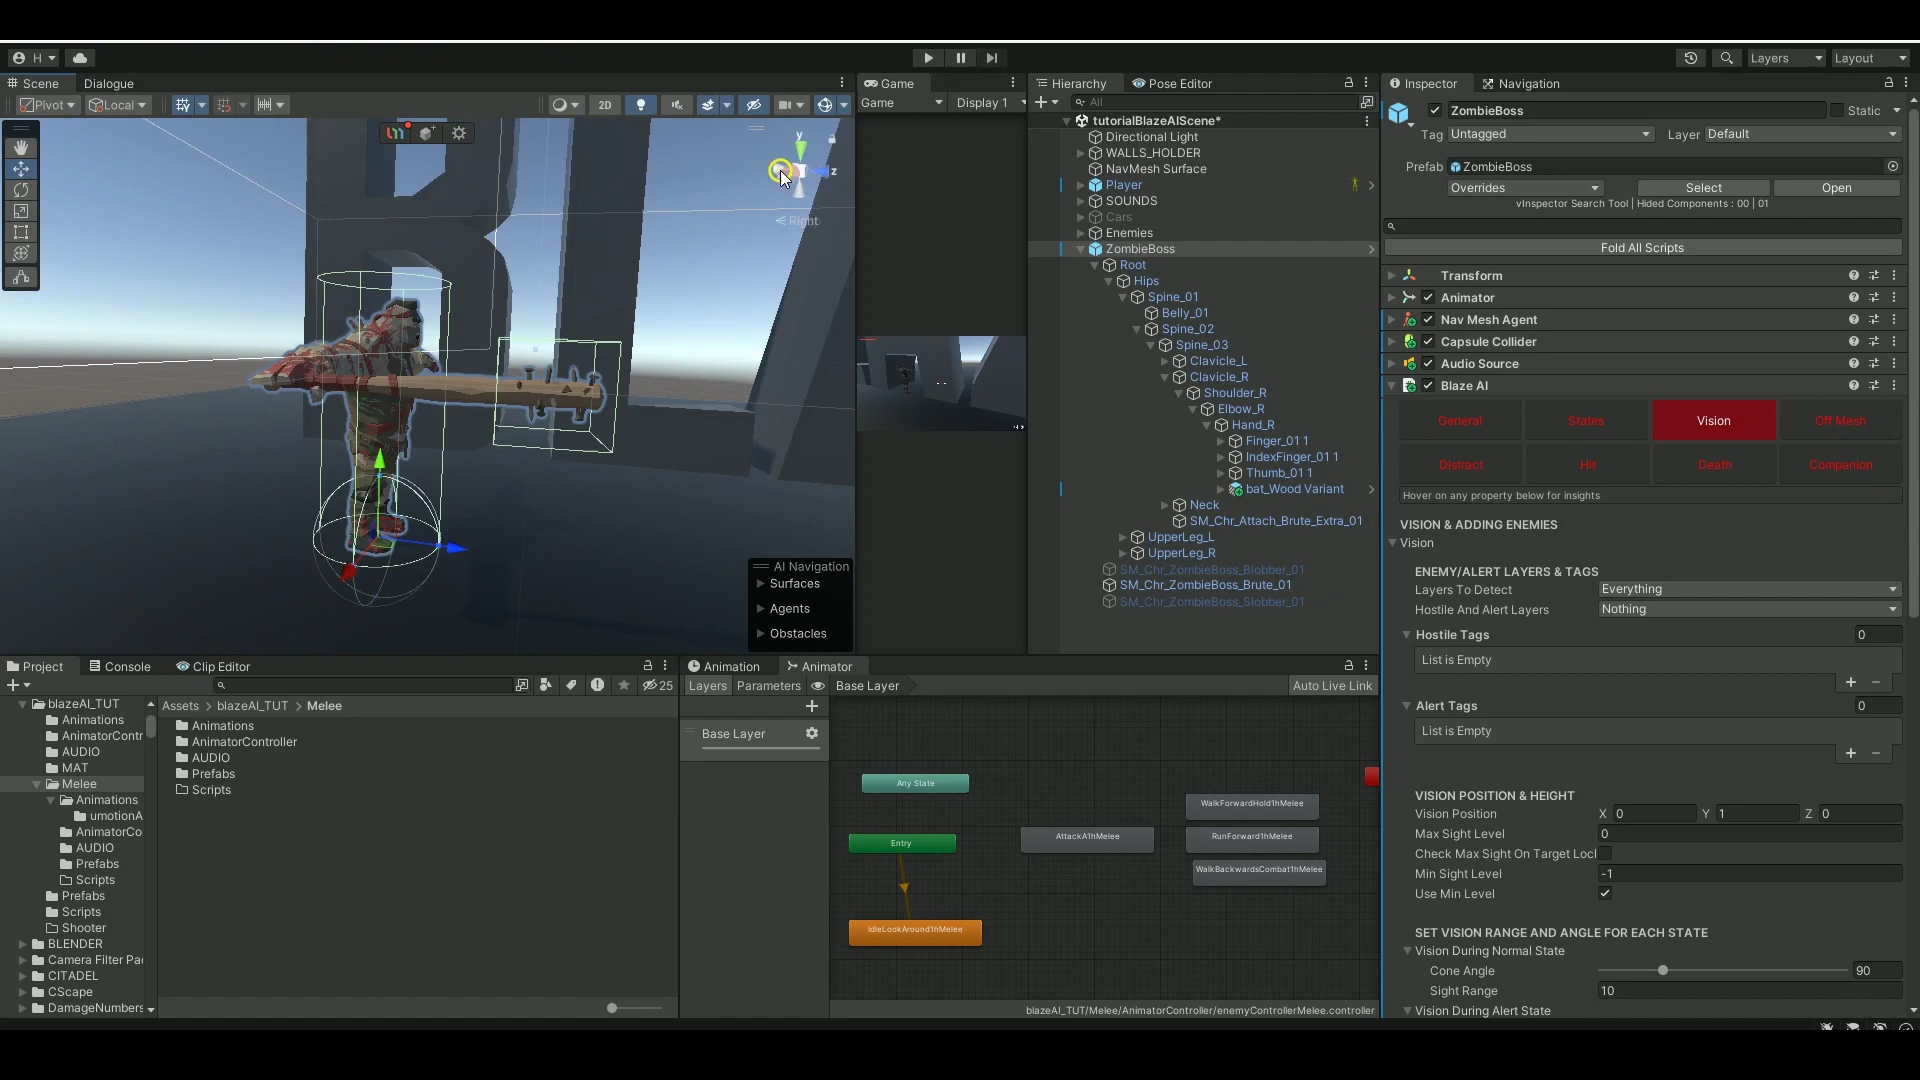 H
Layers
Layout
Scene
Dialogue
Pivot
Local
2D
y
z
Right
AI Navigation
Surfaces
Agents
Obstacles
Game
Game
Display 1
Hierarchy
Pose Editor
All
tutorialBlazeAIScene*
Directional Light
WALLS_HOLDER
NavMesh Surface
Player
SOUNDS
Cars
Enemies
ZombieBoss
Root
Hips
Spine_01
Belly_01
Spine_02
Spine_03
Clavicle_L
Clavicle_R
Shoulder_R
Elbow_R
Hand_R
Finger_01 1
IndexFinger_01 1
Thumb_01 1
bat_Wood Variant
Neck
SM_Chr_Attach_Brute_Extra_01
UpperLeg_L
UpperLeg_R
SM_Chr_ZombieBoss_Blobber_01
SM_Chr_ZombieBoss_Brute_01
SM_Chr_ZombieBoss_Slobber_01
Inspector
Navigation
ZombieBoss
Static
Tag Untagged
Layer Default
Prefab ZombieBoss
Overrides
Select
Open
vInspector Search Tool | Hided Components : 00 | 01
Fold All Scripts
Transform
Animator
Nav Mesh Agent
Capsule Collider
Audio Source
Blaze AI
General
States
Vision
Off Mesh
Distract
Hit
Death
Companion
Hover on any property below for insights
VISION & ADDING ENEMIES
Vision
ENEMY/ALERT LAYERS & TAGS
Layers To Detect Everything
Hostile And Alert Layers Nothing
Hostile Tags 0
List is Empty
Alert Tags 0
List is Empty
VISION POSITION & HEIGHT
Vision Position X 0 Y 1 Z 0
Max Sight Level 0
Check Max Sight On Target Loc
Min Sight Level -1
Use Min Level
SET VISION RANGE AND ANGLE FOR EACH STATE
Vision During Normal State
Cone Angle 90
Sight Range 10
Vision During Alert State
Project
Console
Clip Editor
25
blazeAI_TUT
Animations
AnimatorContr
AUDIO
MAT
Melee
Animations
umotionA
AnimatorCo
AUDIO
Prefabs
Scripts
Prefabs
Scripts
Shooter
BLENDER
Camera Filter Pa
CITADEL
CScape
DamageNumbers
Assets > blazeAI_TUT > Melee
Animations
AnimatorController
AUDIO
Prefabs
Scripts
Animation
Animator
Layers
Parameters
Base Layer
Auto Live Link
Base Layer
Any State
Entry
IdleLookAround1hMelee
AttackA1hMelee
WalkForwardHold1hMelee
RunForward1hMelee
WalkBackwardsCombat1hMelee
blazeAI_TUT/Melee/AnimatorController/enemyControllerMelee.controller